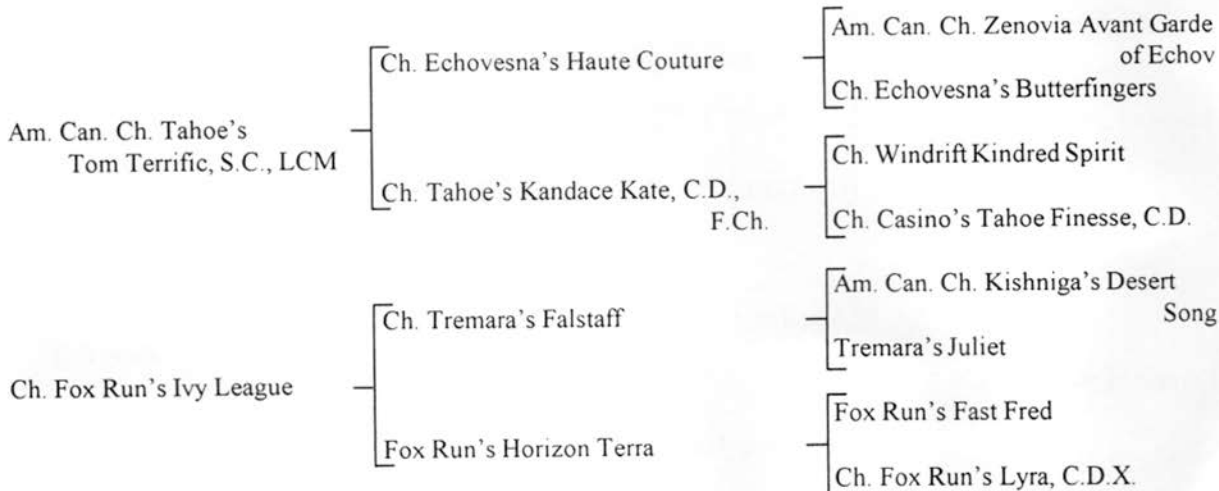 Am. Can. Ch. Tahoe's
Tom Terrific, S.C., LCM
Ch. Echovesna's Haute Couture
Am. Can. Ch. Zenovia Avant Garde
of Echov
Ch. Echovesna's Butterfingers
Ch. Tahoe's Kandace Kate, C.D.,
F.Ch.
Ch. Windrift Kindred Spirit
Ch. Casino's Tahoe Finesse, C.D.
Ch. Fox Run's Ivy League
Ch. Tremara's Falstaff
Am. Can. Ch. Kishniga's Desert
Song
Tremara's Juliet
Fox Run's Horizon Terra
Fox Run's Fast Fred
Ch. Fox Run's Lyra, C.D.X.